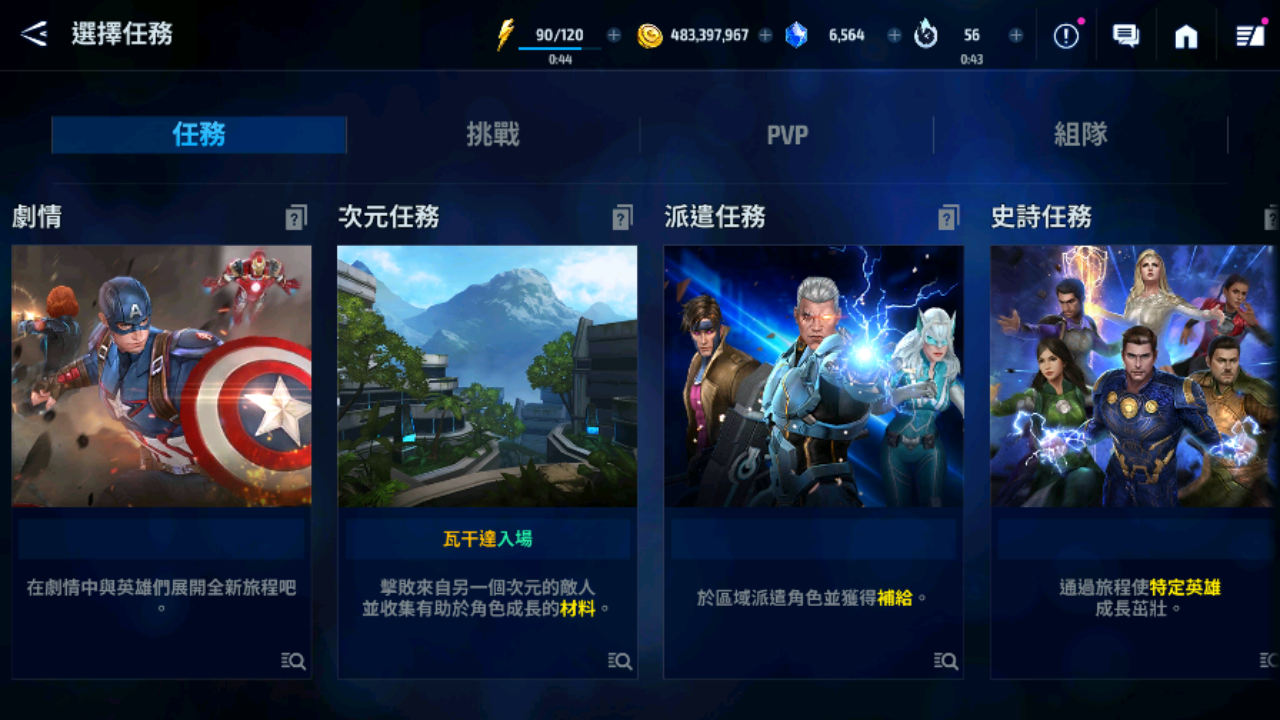 選擇任務
90/120
0:44
483,397,967
6,564
56
0:43
任務
挑戰
PVP
組隊
劇情
次元任務
派遣任務
史詩任務
瓦干達入場
在劇情中與英雄們展開全新旅程吧
。
擊敗來自另一個次元的敵人
並收集有助於角色成長的材料。
於區域派遣角色並獲得補給。
通過旅程使特定英雄
成長茁壯。